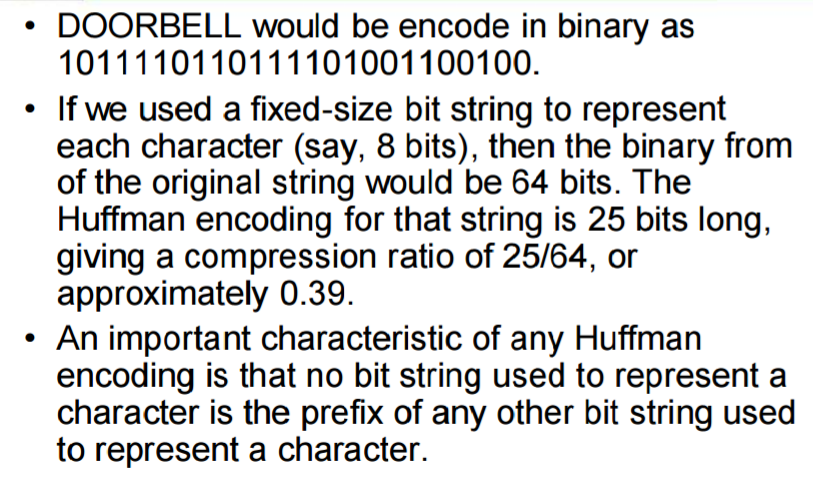 • DOORBELL would be encode in binary as
1011110110111101001100100.
• If we used a fixed-size bit string to represent
each character (say, 8 bits), then the binary from
of the original string would be 64 bits. The
Huffman encoding for that string is 25 bits long,
giving a compression ratio of 25/64, or
approximately 0.39.
• An important characteristic of any Huffman
encoding is that no bit string used to represent a
character is the prefix of any other bit string used
to represent a character.